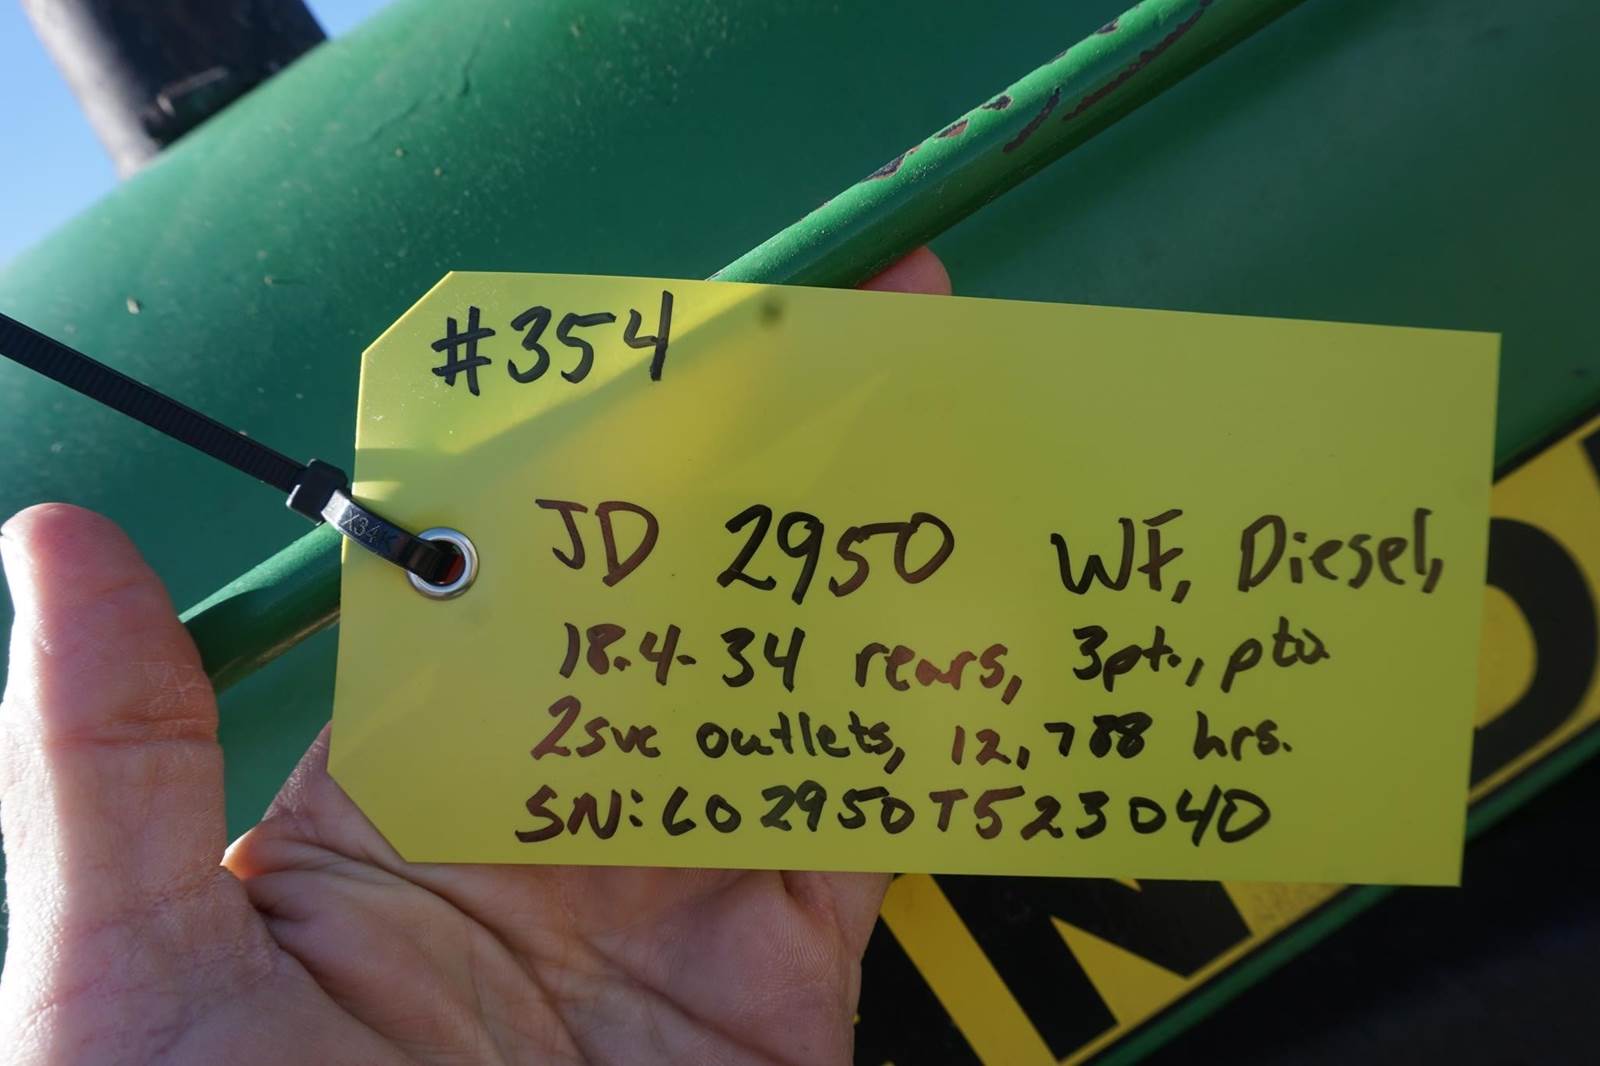 #354
JD 2950 WF, Diesel,
18.4-34 rears, 3pt., pto
2svc outlets, 12,788 hrs.
SN: L02950T523040